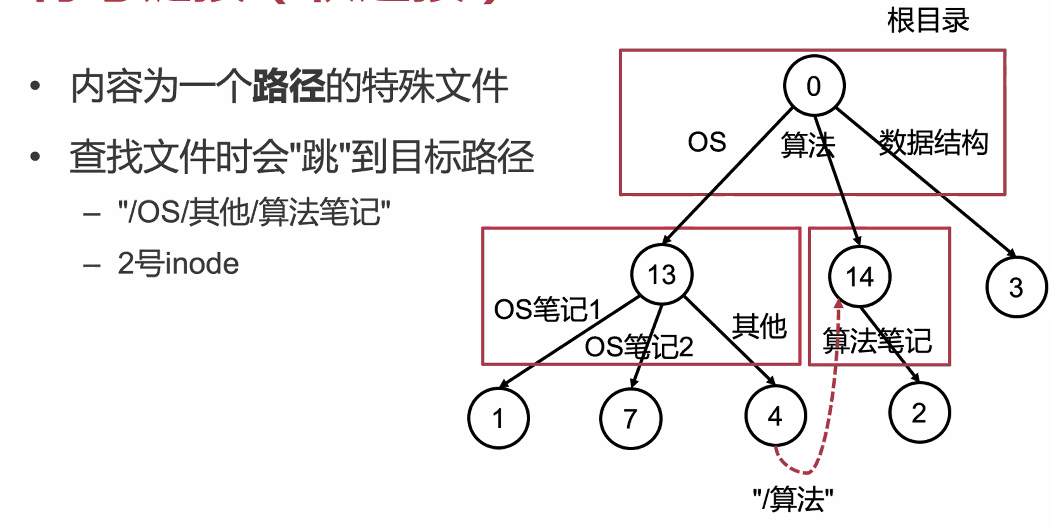 根目录
• 内容为一个路径的特殊文件
• 查找文件时会"跳"到目标路径
– "/OS/其他/算法笔记"
– 2号inode
0
OS
算法
数据结构
13
14
3
OS笔记1
OS笔记2
其他
算法笔记
1
7
4
2
"/算法"